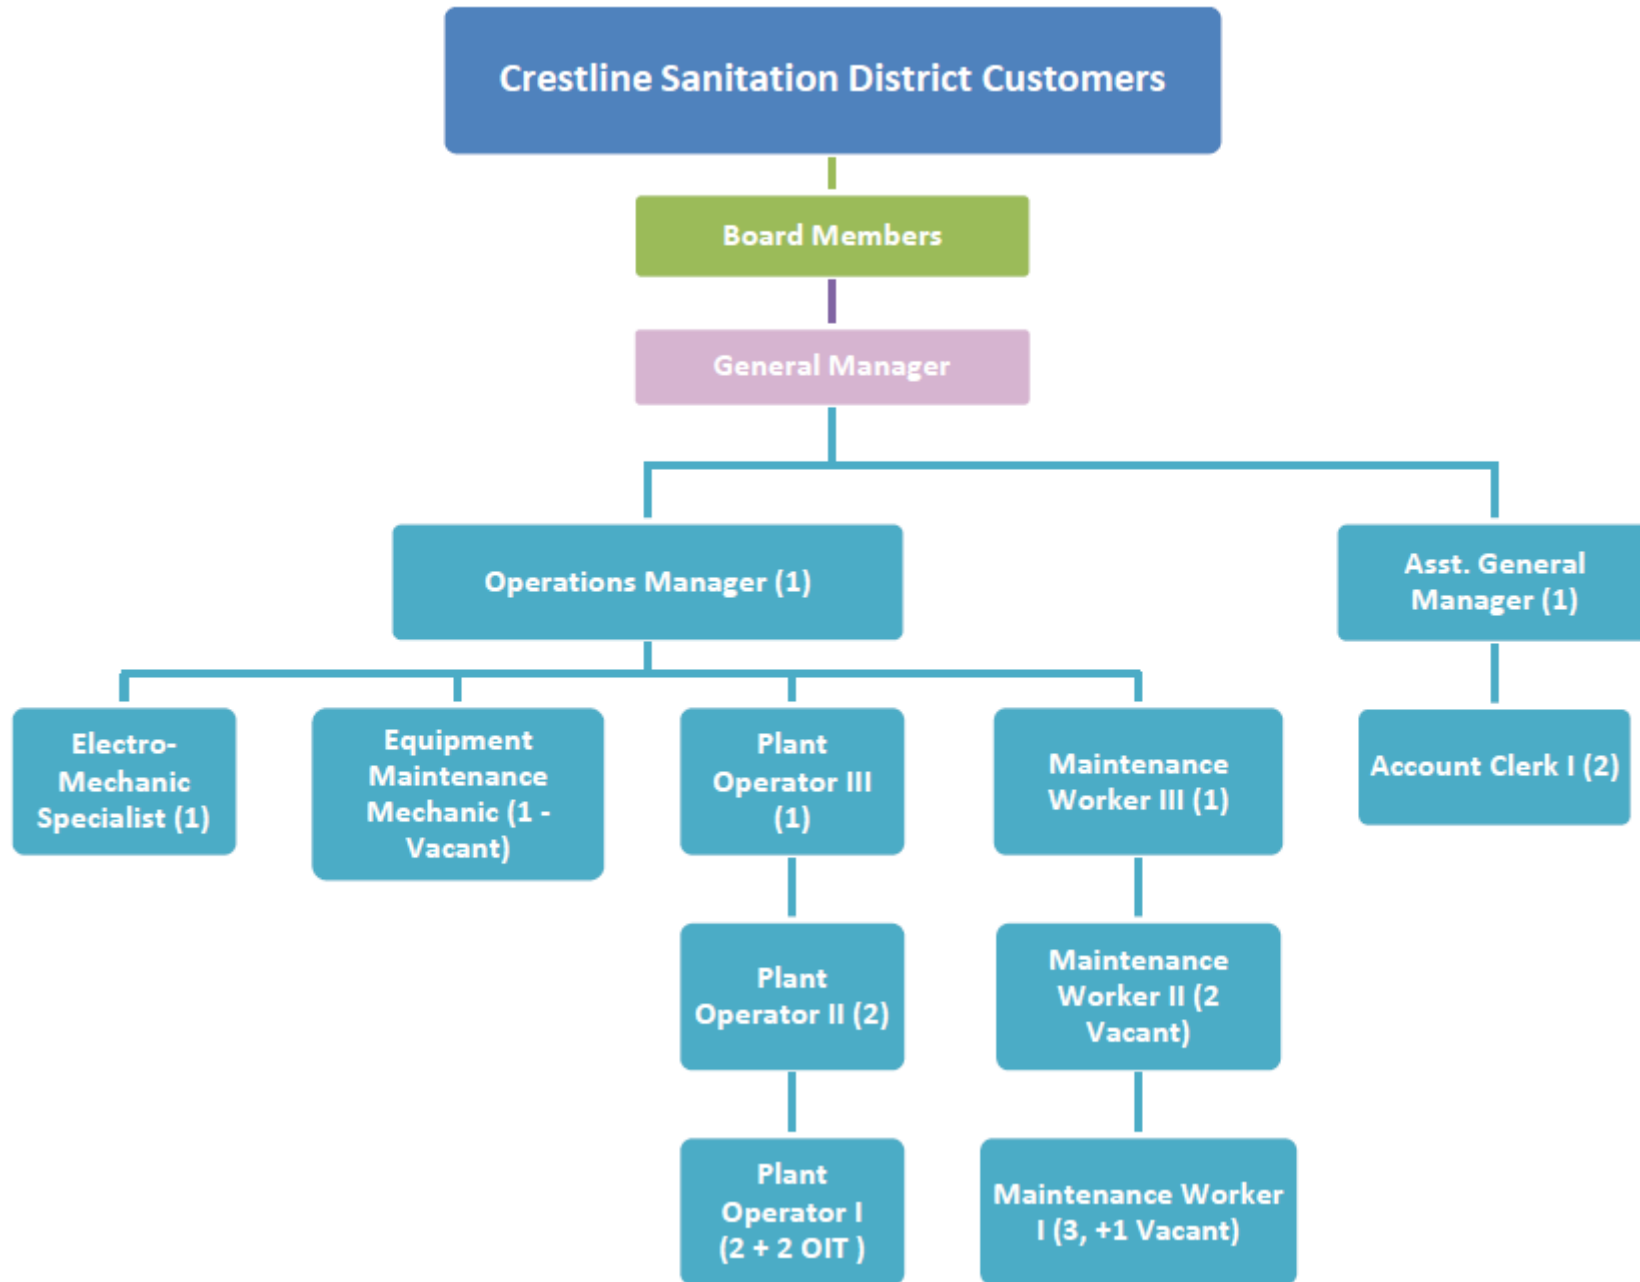 Crestline Sanitation District Customers
Board Members
General Manager
Operations Manager (1)
Asst. General
Manager (1)
Electro-
Mechanic
Specialist (1)
Equipment
Maintenance
Mechanic (1 -
Vacant)
Plant
Operator III
(1)
Maintenance
Worker III (1)
Account Clerk I (2)
Plant
Operator II (2)
Maintenance
Worker II (2
Vacant)
Plant
Operator I
(2 + 2 OIT )
Maintenance Worker
I (3, +1 Vacant)